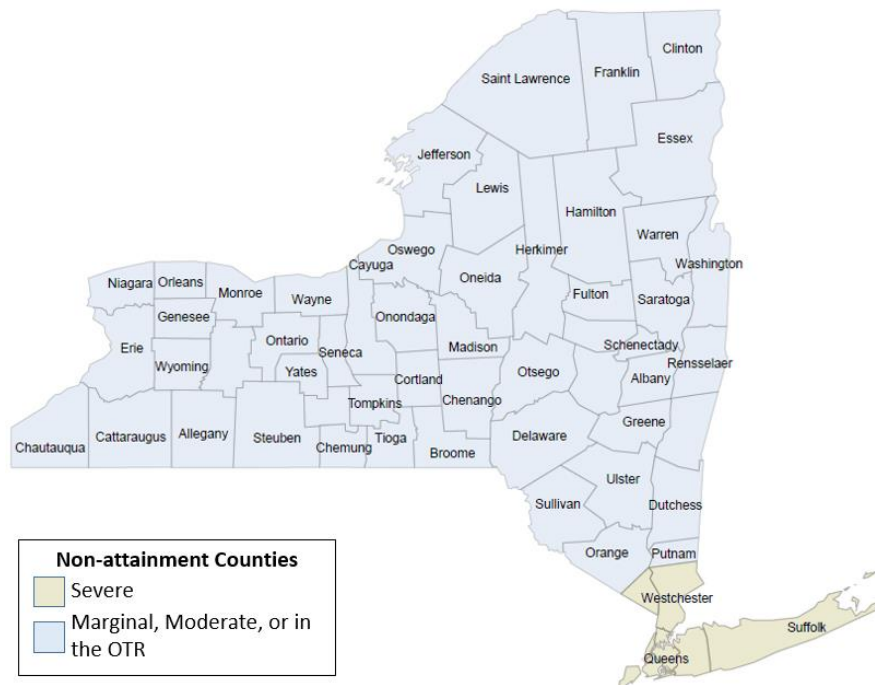 Clinton
Franklin
Saint Lawrence
Essex
Jefferson
Lewis
Hamilton
Warren
Oswego
Herkimer
Washington
Cayuga
Oneida
Niagara
Orleans
Monroe
Wayne
Fulton
Saratoga
Genesee
Onondaga
Ontario
Schenectady
Erie
Seneca
Madison
Wyoming
Rensselaer
Yates
Otsego
Albany
Cortland
Chenango
Tompkins
Greene
Cattaraugus
Allegany
Steuben
Delaware
Tioga
Chautauqua
Chemung
Broome
Ulster
Sullivan
Dutchess
Orange
Putnam
Non-attainment Counties
Severe
Marginal, Moderate, or in
the OTR
Westchester
Suffolk
Queens